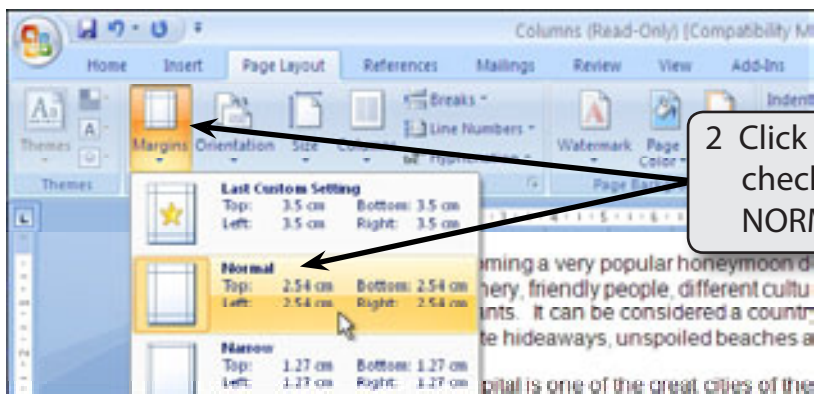 Columns (Read-Only) [Compatibility M
Home Insert Page Layout References Mailings Review View Add-Ins
Themes
Margins Orientation Size
Breaks
Line Numbers
Watermark Page Color
Indent
Themes
2 Click
check
NORM
Last Custom Setting
Top: 3.5 cm Bottom: 3.5 cm
Left: 3.5 cm Right: 3.5 cm
Normal
Top: 2.54 cm Bottom: 2.54 cm
Left: 2.54 cm Right: 2.54 cm
Narrow
Top: 1.27 cm Bottom: 1.27 cm
Left: 1.27 cm Right: 1.27 cm
oming a very popular honeymoon d
nery, friendly people, different cultu
nts. It can be considered a country
te hideaways, unspoiled beaches a
pital is one of the great cities of the